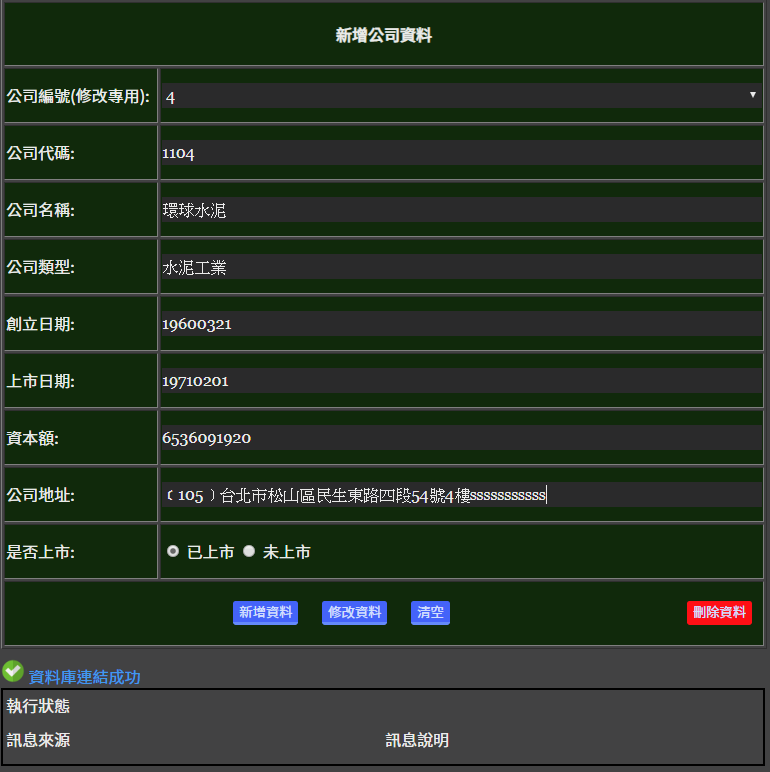 新增公司資料
公司編號(修改專用): 4
公司代碼: 1104
公司名稱: 環球水泥
公司類型: 水泥工業
創立日期: 19600321
上市日期: 19710201
資本額: 6536091920
公司地址: ﹝105﹞台北市松山區民生東路四段54號4樓sssssssssss
是否上市: 已上市 未上市
新增資料 修改資料 清空 刪除資料
資料庫連結成功
執行狀態
訊息來源 訊息說明